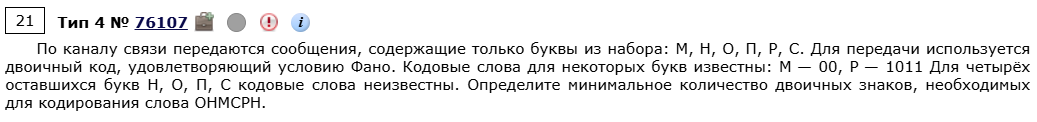 21 Тип 4 № 76107
По каналу связи передаются сообщения, содержащие только буквы из набора: М, Н, О, П, Р, С. Для передачи используется
двоичный код, удовлетворяющий условию Фано. Кодовые слова для некоторых букв известны: М — 00, Р — 1011 Для четырёх
оставшихся букв Н, О, П, С кодовые слова неизвестны. Определите минимальное количество двоичных знаков, необходимых
для кодирования слова ОНМСРН.